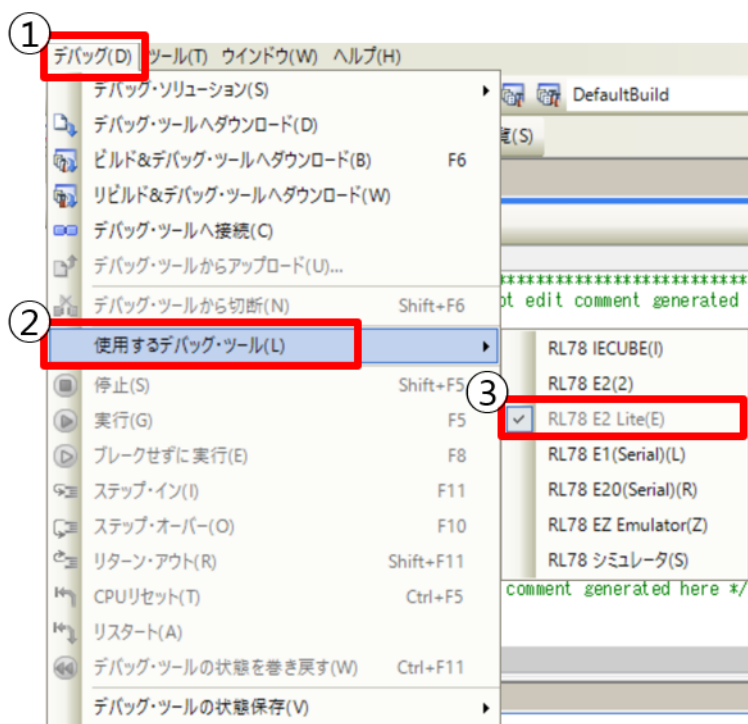 ①
デバッグ(D) ツール(T) ウインドウ(W) ヘルプ(H)
デバッグ・ソリューション(S)
DefaultBuild
デバッグ・ツールへダウンロード(D)
覧(S)
ビルド&デバッグ・ツールへダウンロード(B) F6
リビルド&デバッグ・ツールへダウンロード(W)
デバッグ・ツールへ接続(C)
デバッグ・ツールからアップロード(U)...
デバッグ・ツールから切断(N) Shift+F6
edit comment generated
②
使用するデバッグ・ツール(L)
RL78 IECUBE(I)
停止(S) Shift+F5
③
RL78 E2(2)
実行(G) F5
RL78 E2 Lite(E)
ブレークせずに実行(E) F8
RL78 E1(Serial)(L)
ステップ・イン(I) F11
RL78 E20(Serial)(R)
ステップ・オーバー(O) F10
RL78 EZ Emulator(Z)
リターン・アウト(R) Shift+F11
RL78 シミュレータ(S)
CPUリセット(T) Ctrl+F5
comment generated here */
リスタート(A)
デバッグ・ツールの状態を巻き戻す(W) Ctrl+F11
デバッグ・ツールの状態保存(V)